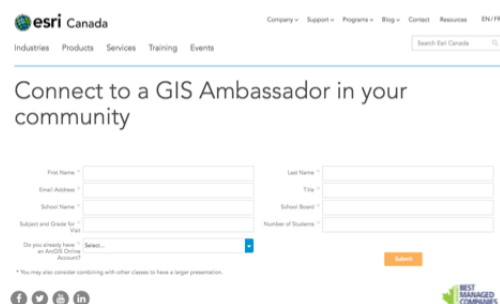 esri Canada
Company Support Programs Blog Contact Resources EN/FR
Industries Products Services Training Events
Search Esri Canada
Connect to a GIS Ambassador in your
community
First Name * Last Name *
Email Address * Title *
School Name * School Board *
Subject and Grade for * Number of Students *
Visit
Do you already have * Select...
an ArcGIS Online
Account?
Submit
* You may also consider combining with other classes to have a larger presentation.
BEST
MANAGED
COMPANIES